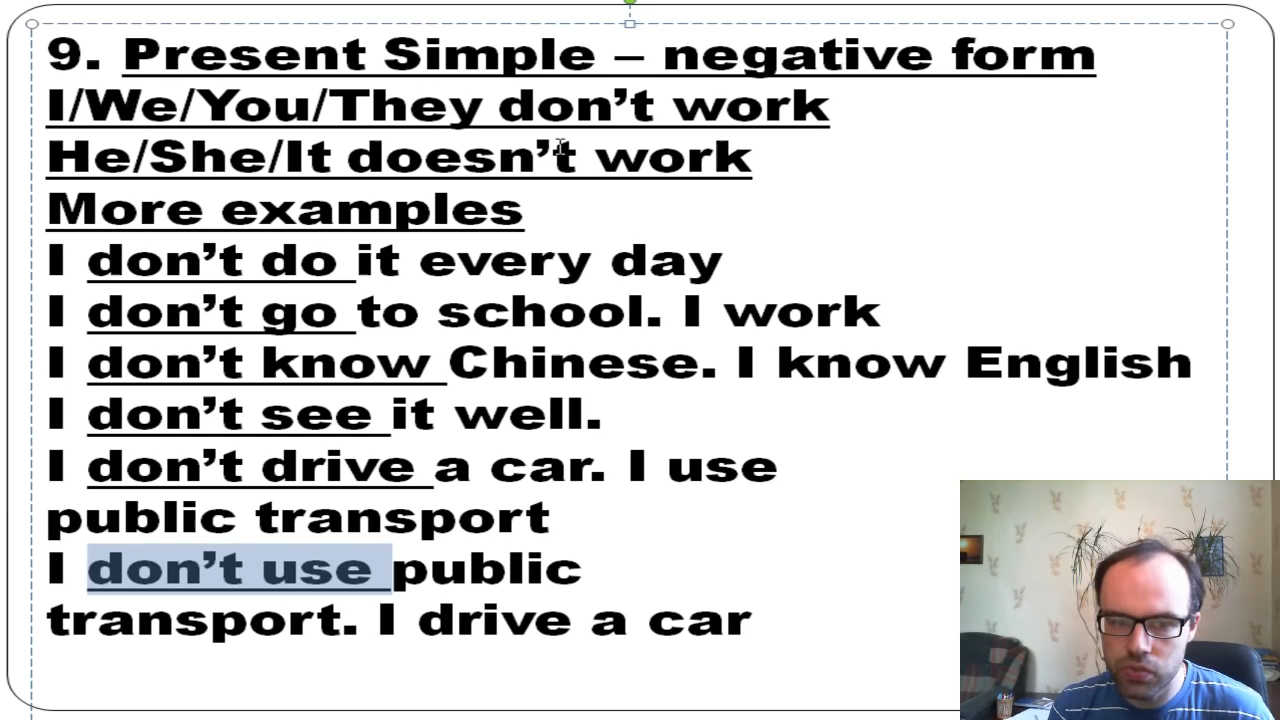 9. Present Simple – negative form
I/We/You/They don’t work
He/She/It doesn’t work
More examples
I don’t do it every day
I don’t go to school. I work
I don’t know Chinese. I know English
I don’t see it well.
I don’t drive a car. I use
public transport
I don’t use public
transport. I drive a car